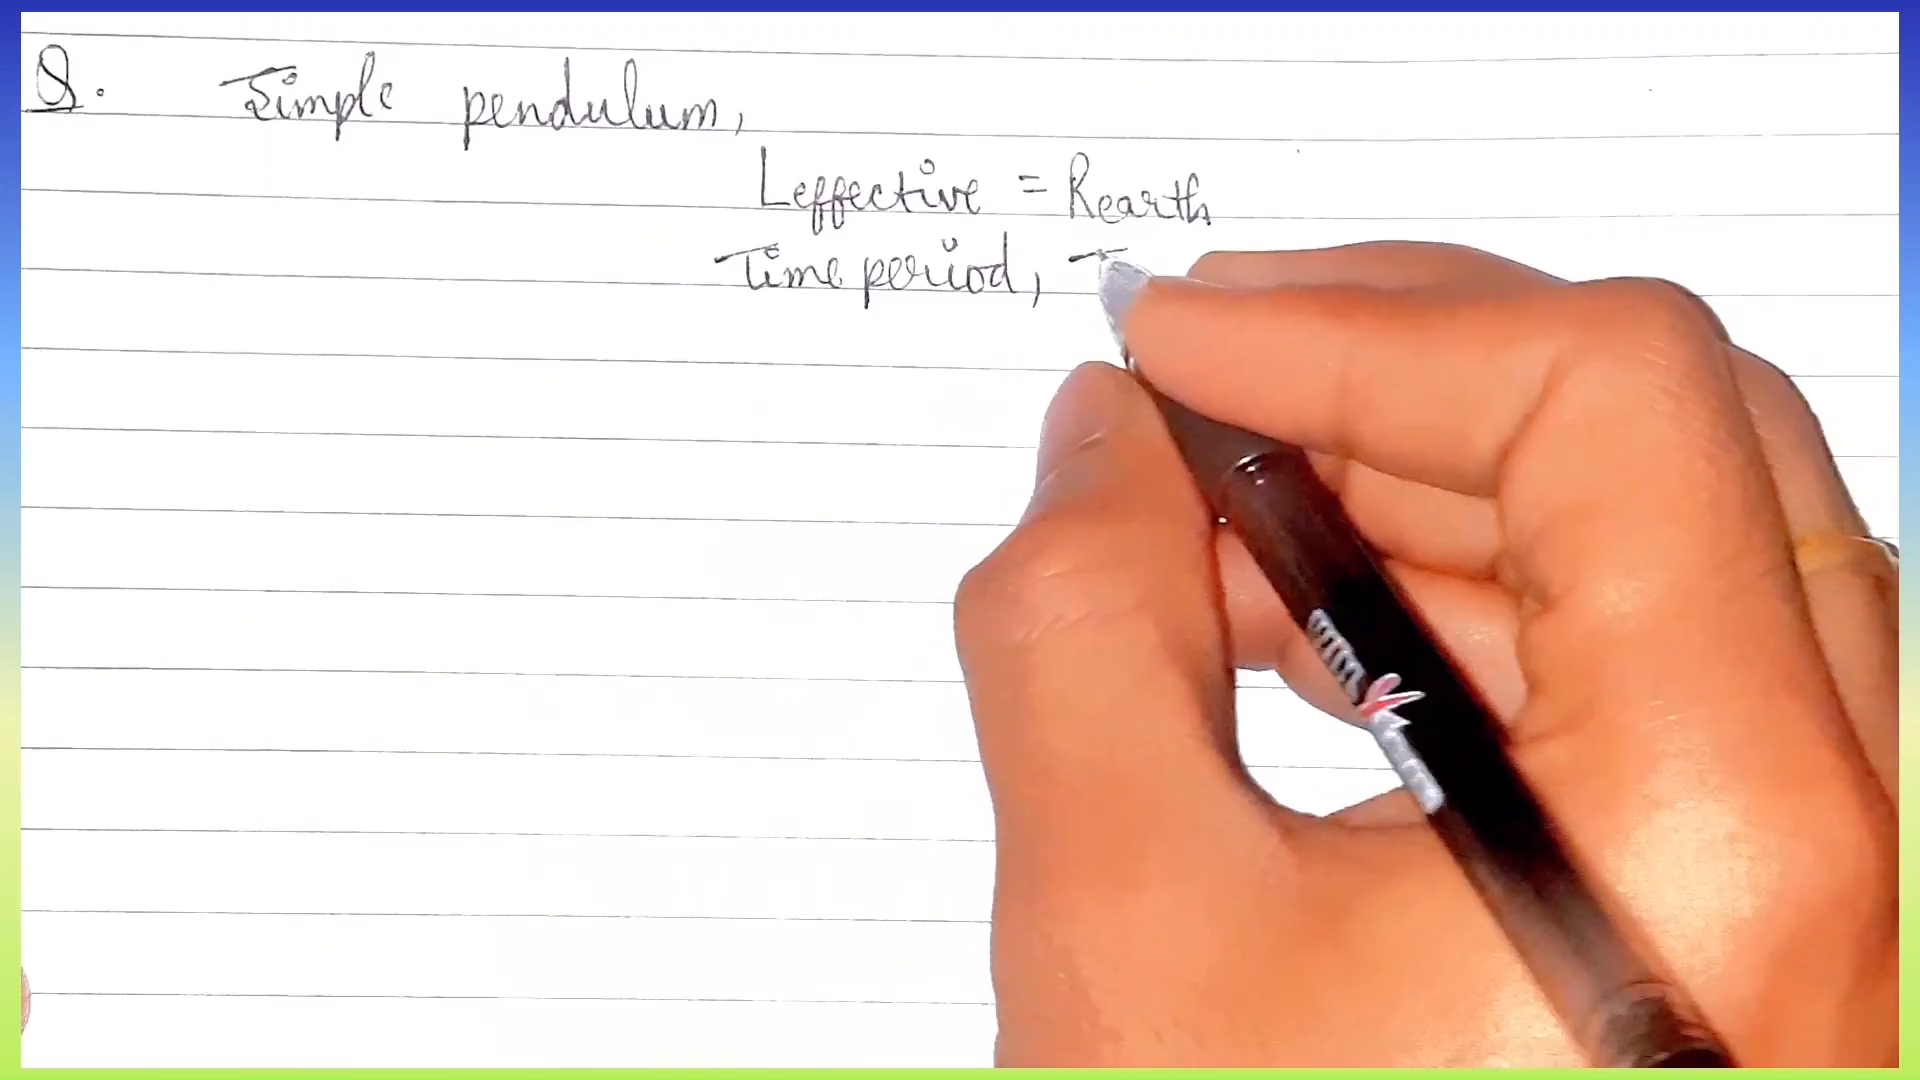 Q. Simple pendulum,
Leffective = Rearth
Time period, T